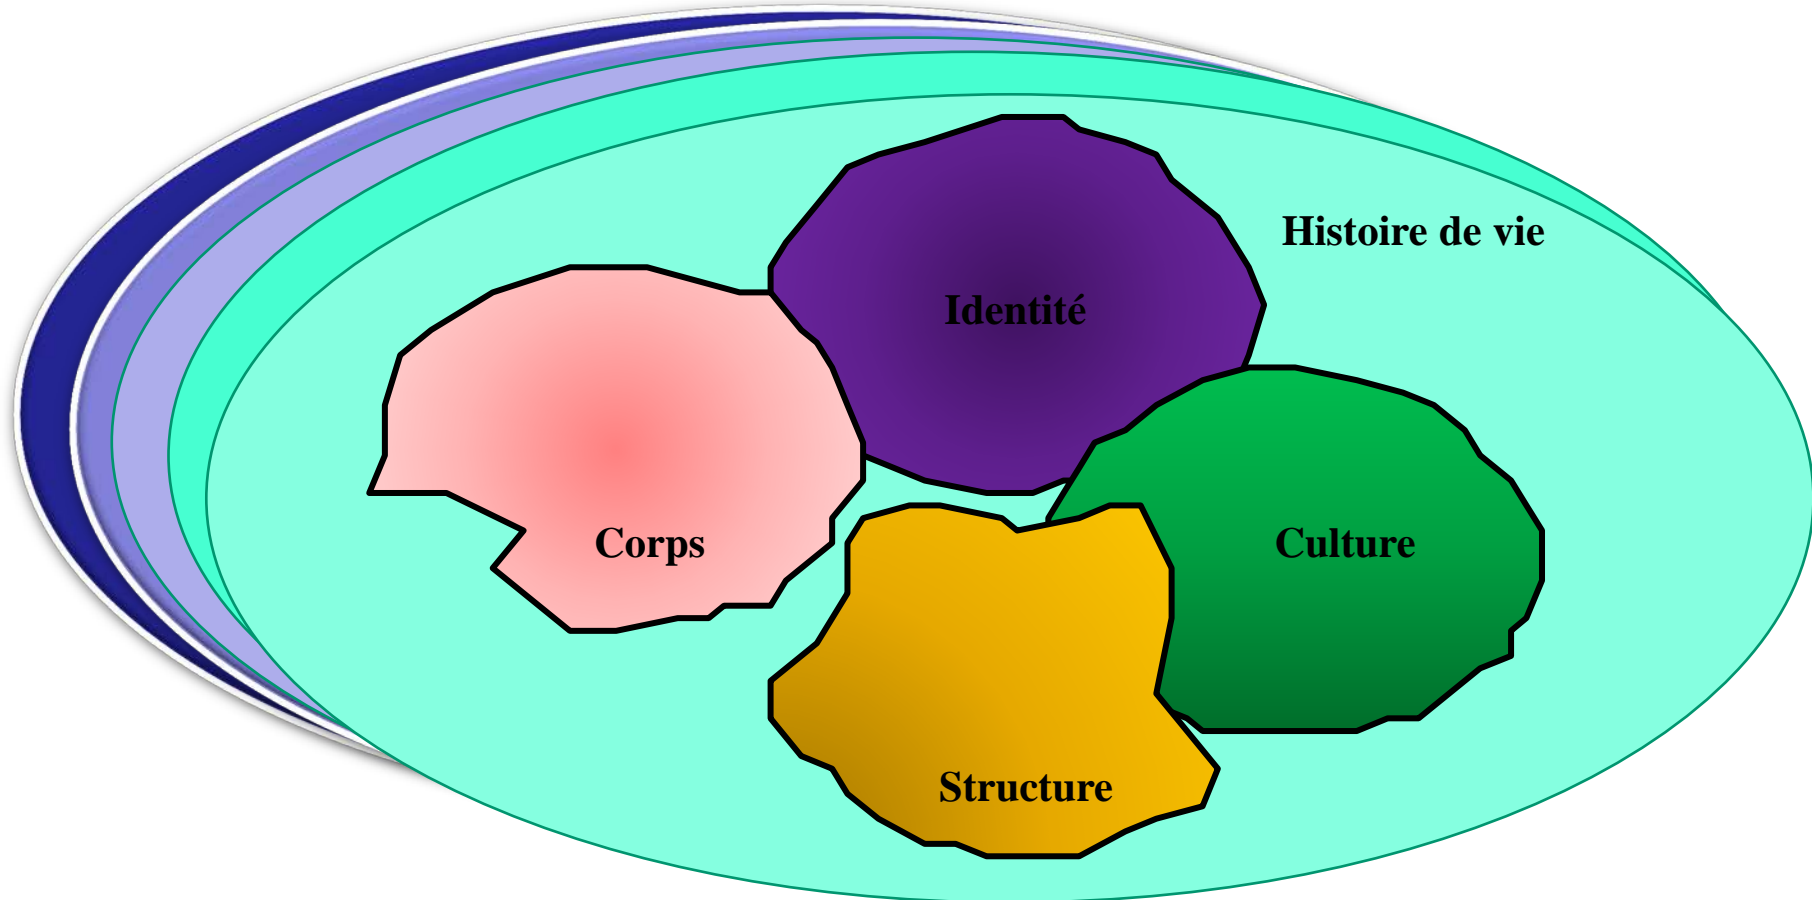 Histoire de vie
Identité
Corps
Culture
Structure